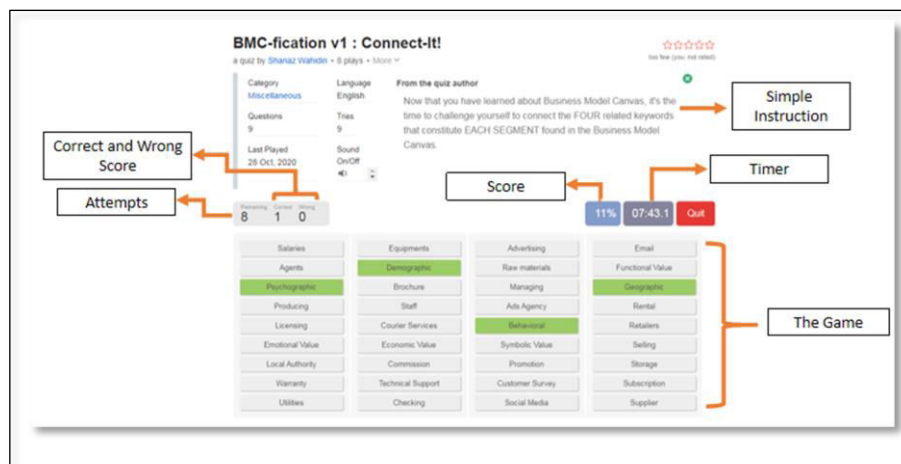 BMC-fication v1 : Connect-It!
a quiz by Shanaz Wahidin • 8 plays • More
too few (you: not rated)
Category
Miscellaneous
Language
English
From the quiz author
Now that you have learned about Business Model Canvas, it's the
time to challenge yourself to connect the FOUR related keywords
that constitute EACH SEGMENT found in the Business Model
Canvas.
Questions
9
Tries
9
Last Played
28 Oct, 2020
Sound
On/Off
Simple
Instruction
Correct and Wrong
Score
Attempts
Score
Timer
Remaining Correct Wrong
8 1 0
11% 07:43.1 Quit
Salaries Equipments Advertising Email
Agents Demographic Raw materials Functional Value
Psychographic Brochure Managing Geographic
Producing Staff Ads Agency Rental
Licensing Courier Services Behavioral Retailers
Emotional Value Economic Value Symbolic Value Selling
Local Authority Commission Promotion Storage
Warranty Technical Support Customer Survey Subscription
Utilities Checking Social Media Supplier
The Game